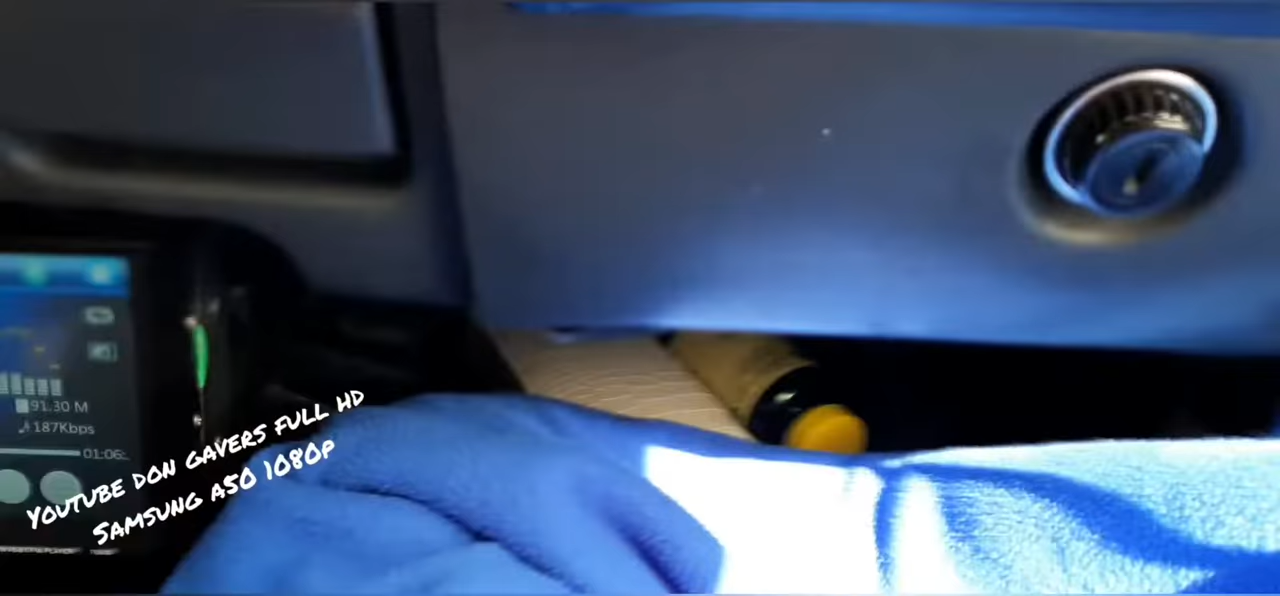 91.30 M
187Kbps
01:06:
YOUTUBE DON GAVERS FULL HD
SAMSUNG A50 1080P